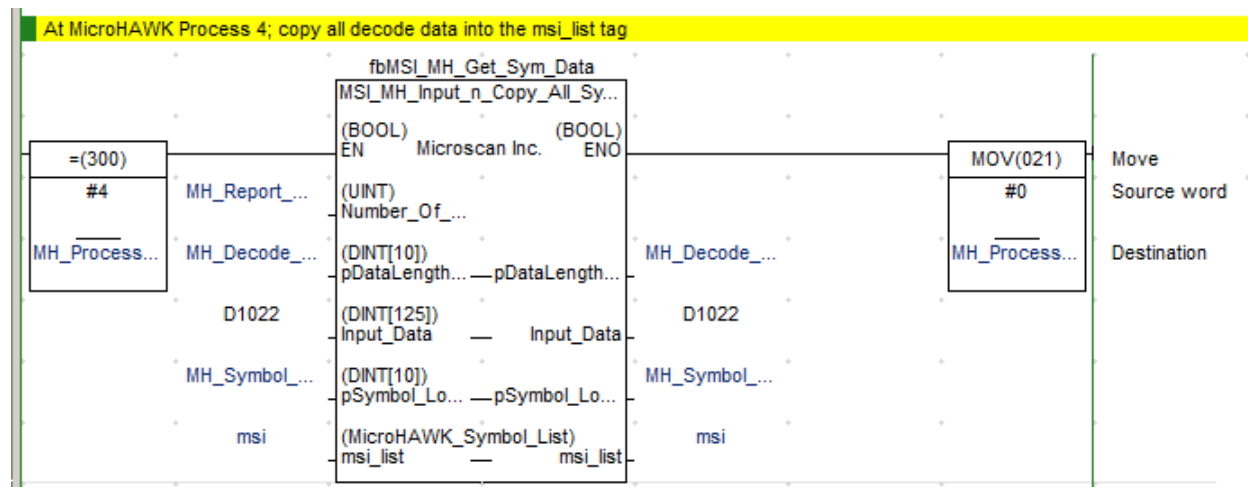 At MicroHAWK Process 4; copy all decode data into the msi_list tag
fbMSI_MH_Get_Sym_Data
MSI_MH_Input_n_Copy_All_Sy...
(BOOL) (BOOL)
=(300) EN Microscan Inc. ENO MOV(021) Move
#4 MH_Report_... (UINT) #0 Source word
Number_Of_...
MH_Process... MH_Decode_... (DINT[10]) MH_Decode_... MH_Process... Destination
pDataLength... pDataLength...
D1022 (DINT[125]) D1022
Input_Data Input_Data
MH_Symbol_... (DINT[10]) MH_Symbol_...
pSymbol_Lo... pSymbol_Lo...
msi (MicroHAWK_Symbol_List) msi
msi_list msi_list